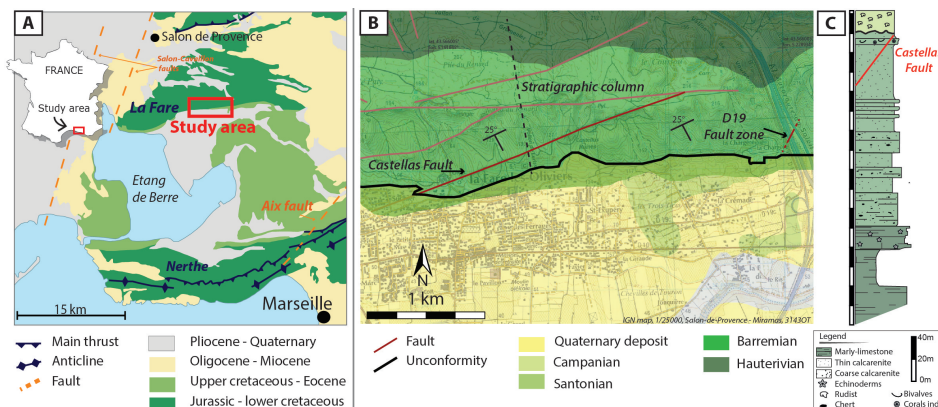 A
Salon de Provence
FRANCE
Study
area
La Fare
Study area
Etang
de Berre
Aix fault
Nerthe
Marseille
15 km
Main thrust
Anticline
Fault
Pliocene - Quaternary
Oligocene - Miocene
Upper cretaceous - Eocene
Jurassic - lower cretaceous
B
Stratigraphic column
25°
25°
D19
Fault zone
Castellas Fault
la Fare
Oliviers
1 km
IGN map, 1/25000, Salon-de-Provence - Miramas, 3143OT
Fault
Unconformity
Quaternary deposit
Campanian
Santonian
Barremian
Hauterivian
C
Castella
Fault
Legend
Marly-limestone
Thin calcarenite
Coarse calcarenite
Echinoderms
Rudist
Chert
Bivalves
Corals ind
40m
20m
0m